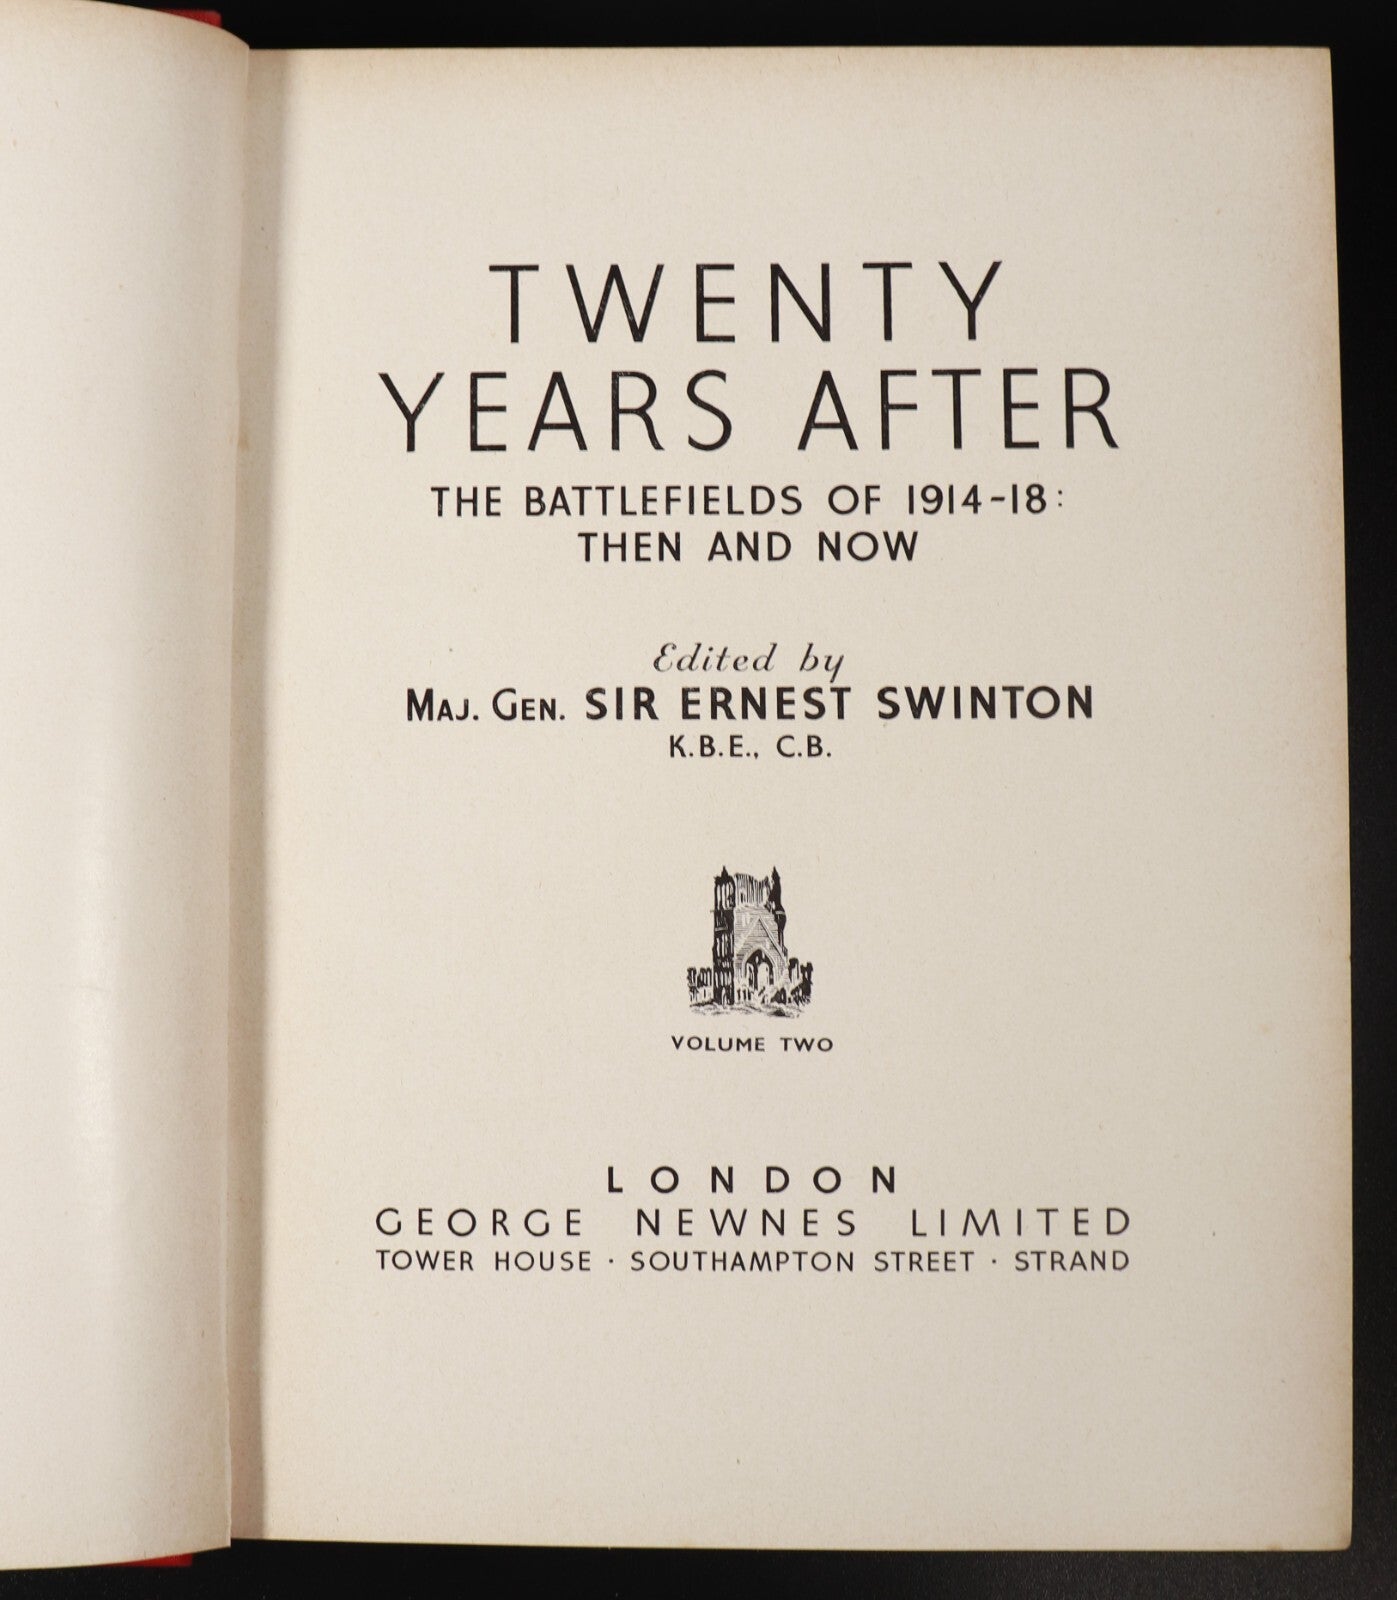 TWENTY
YEARS AFTER
THE BATTLEFIELDS OF 1914-18:
THEN AND NOW
Edited by
MAJ. GEN. SIR ERNEST SWINTON
K.B.E., C.B.
VOLUME TWO
LONDON
GEORGE NEWNES LIMITED
TOWER HOUSE · SOUTHAMPTON STREET · STRAND